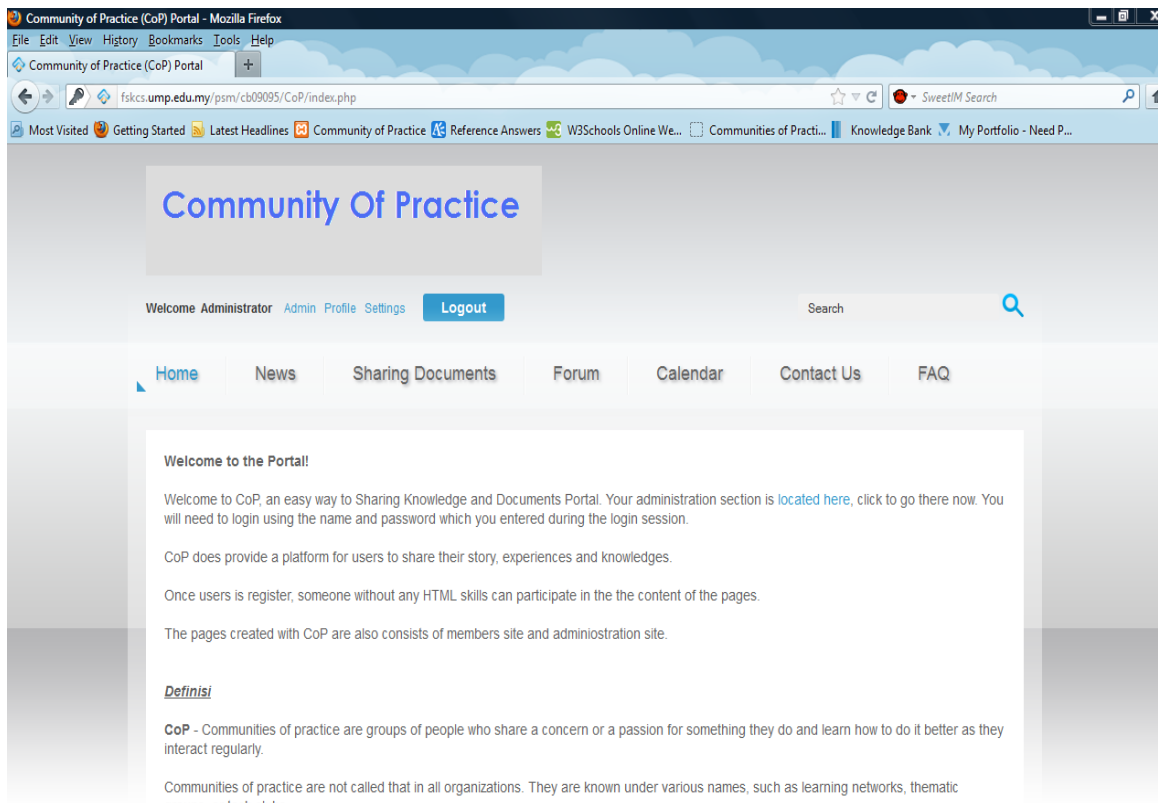 Community of Practice (CoP) Portal - Mozilla Firefox
File Edit View History Bookmarks Tools Help
Community of Practice (CoP) Portal +
fskcs.ump.edu.my/psm/cb09095/CoP/index.php SweetIM Search
Most Visited Getting Started Latest Headlines Community of Practice Reference Answers W3Schools Online We... Communities of Practi... Knowledge Bank My Portfolio - Need P...
Community Of Practice
Welcome Administrator Admin Profile Settings Logout Search
Home News Sharing Documents Forum Calendar Contact Us FAQ
Welcome to the Portal!
Welcome to CoP, an easy way to Sharing Knowledge and Documents Portal. Your administration section is located here, click to go there now. You
will need to login using the name and password which you entered during the login session.
CoP does provide a platform for users to share their story, experiences and knowledges.
Once users is register, someone without any HTML skills can participate in the the content of the pages.
The pages created with CoP are also consists of members site and adminiostration site.
Definisi
CoP - Communities of practice are groups of people who share a concern or a passion for something they do and learn how to do it better as they
interact regularly.
Communities of practice are not called that in all organizations. They are known under various names, such as learning networks, thematic